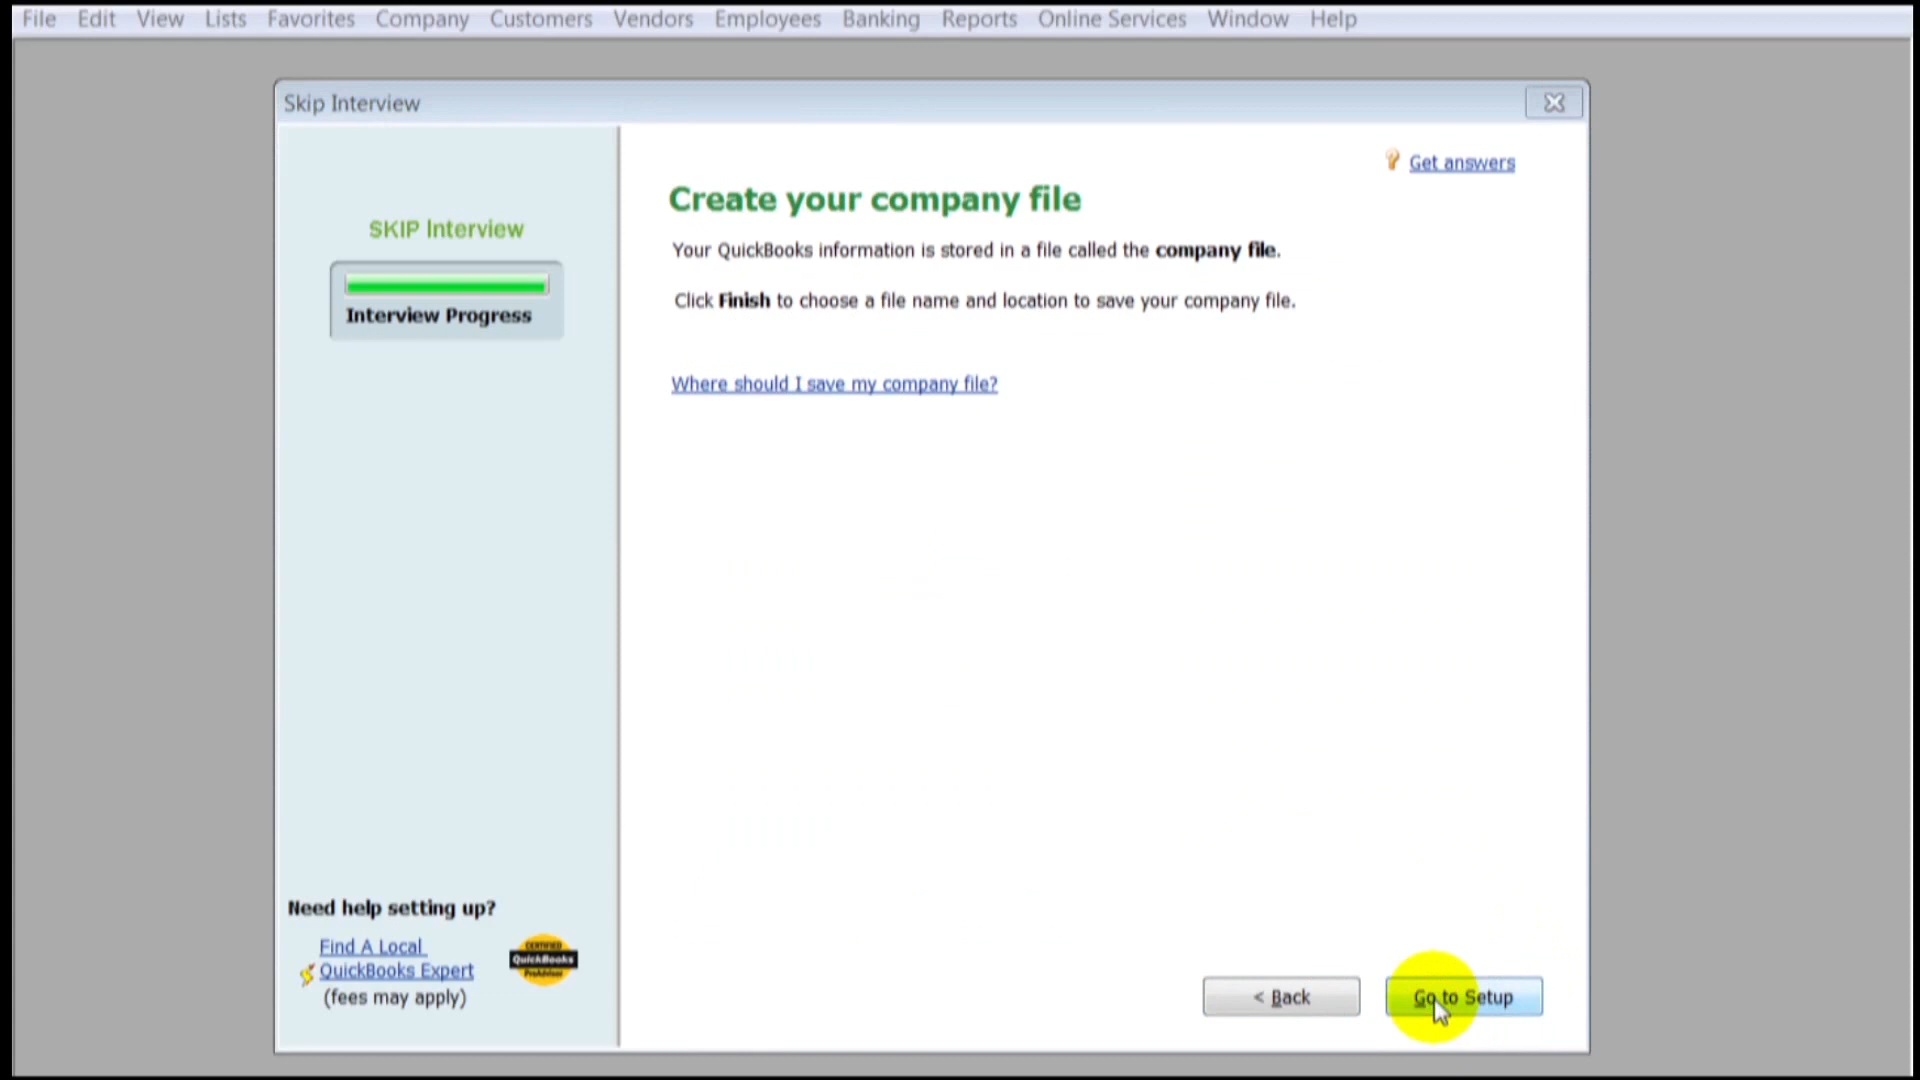 File Edit View Lists Favorites Company Customers Vendors Employees Banking Reports Online Services Window Help
Skip Interview
Get answers
Create your company file
Your QuickBooks information is stored in a file called the company file.
Click Finish to choose a file name and location to save your company file.
Where should I save my company file?
SKIP Interview
Interview Progress
Need help setting up?
Find A Local
QuickBooks Expert
(fees may apply)
CERTIFIED
QuickBooks
ProAdvisor
< Back
Go to Setup